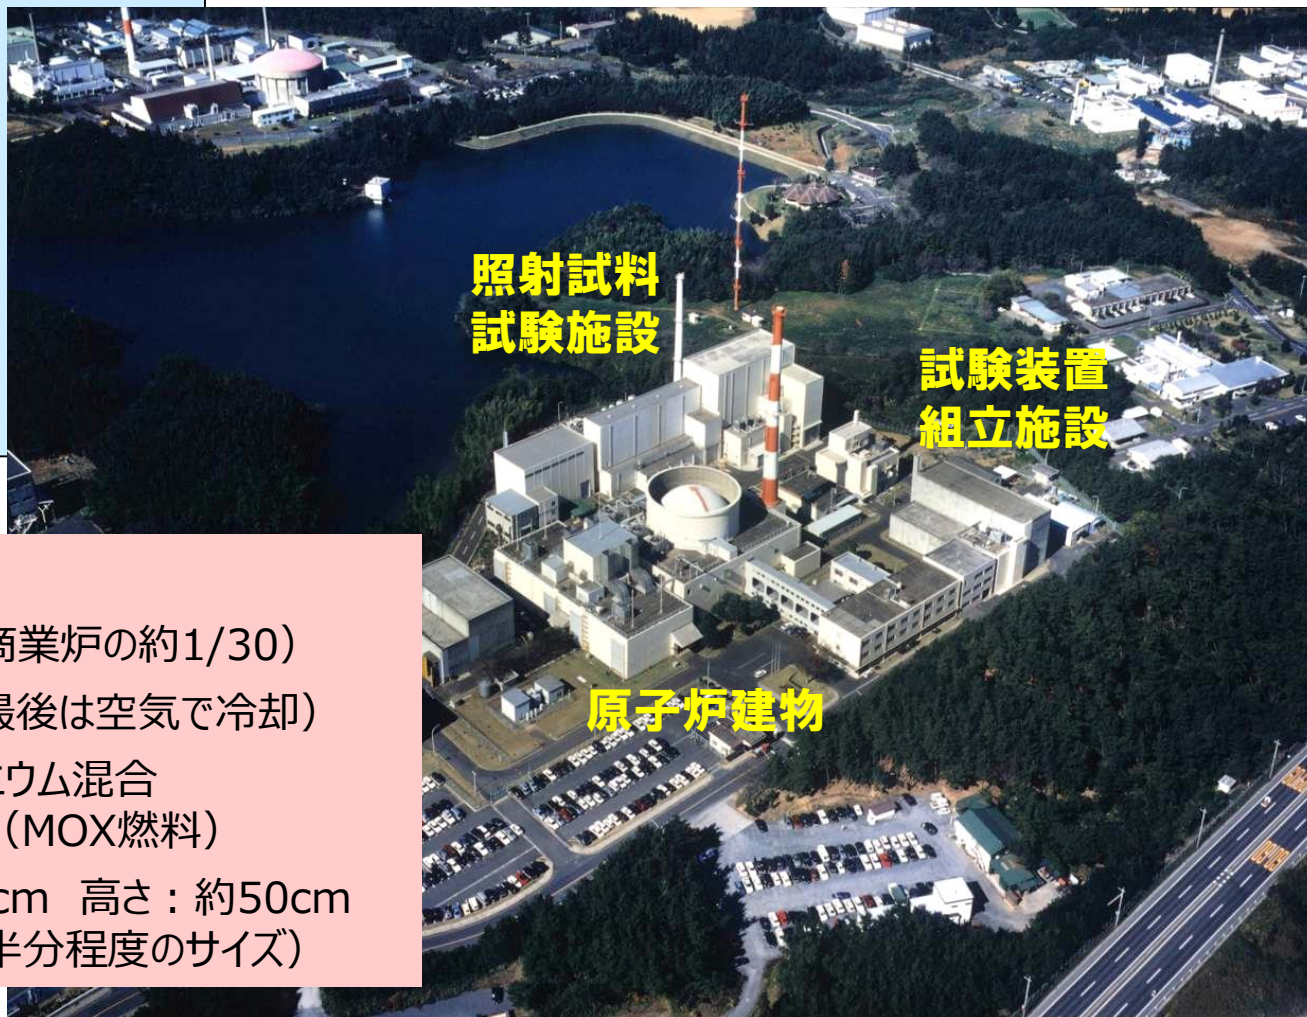 照射試料
試験施設
試験装置
組立施設
原子炉建物
商業炉の約1/30）
最後は空気で冷却）
ニウム混合
（MOX燃料）
cm 高さ：約50cm
半分程度のサイズ）